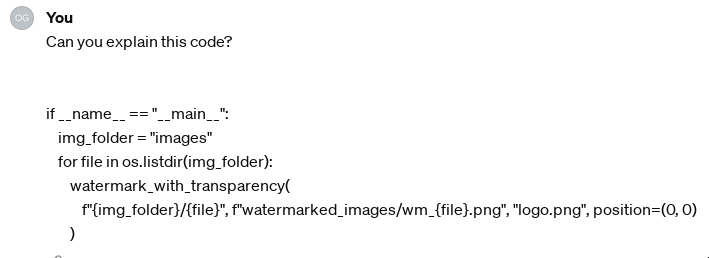 OG
You
Can you explain this code?
if __name__ == "__main__":
img_folder = "images"
for file in os.listdir(img_folder):
watermark_with_transparency(
f"{img_folder}/{file}", f"watermarked_images/wm_{file}.png", "logo.png", position=(0, 0)
)